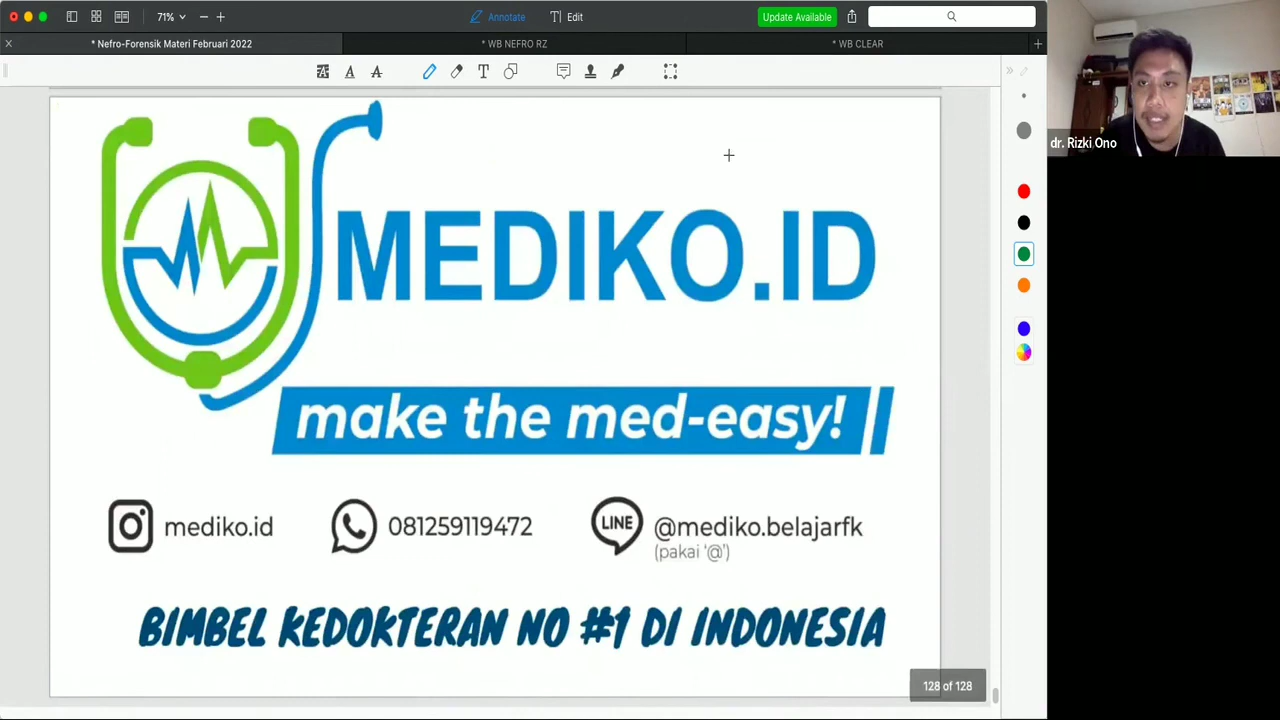 71%
Annotate
Edit
Update Available
* Nefro-Forensik Materi Februari 2022
* WB NEFRO RZ
* WB CLEAR
dr. Rizki Ono
MEDIKO.ID
make the med-easy!
mediko.id
081259119472
LINE
@mediko.belajarfk
(pakai '@')
BIMBEL KEDOKTERAN NO #1 DI INDONESIA
128 of 128